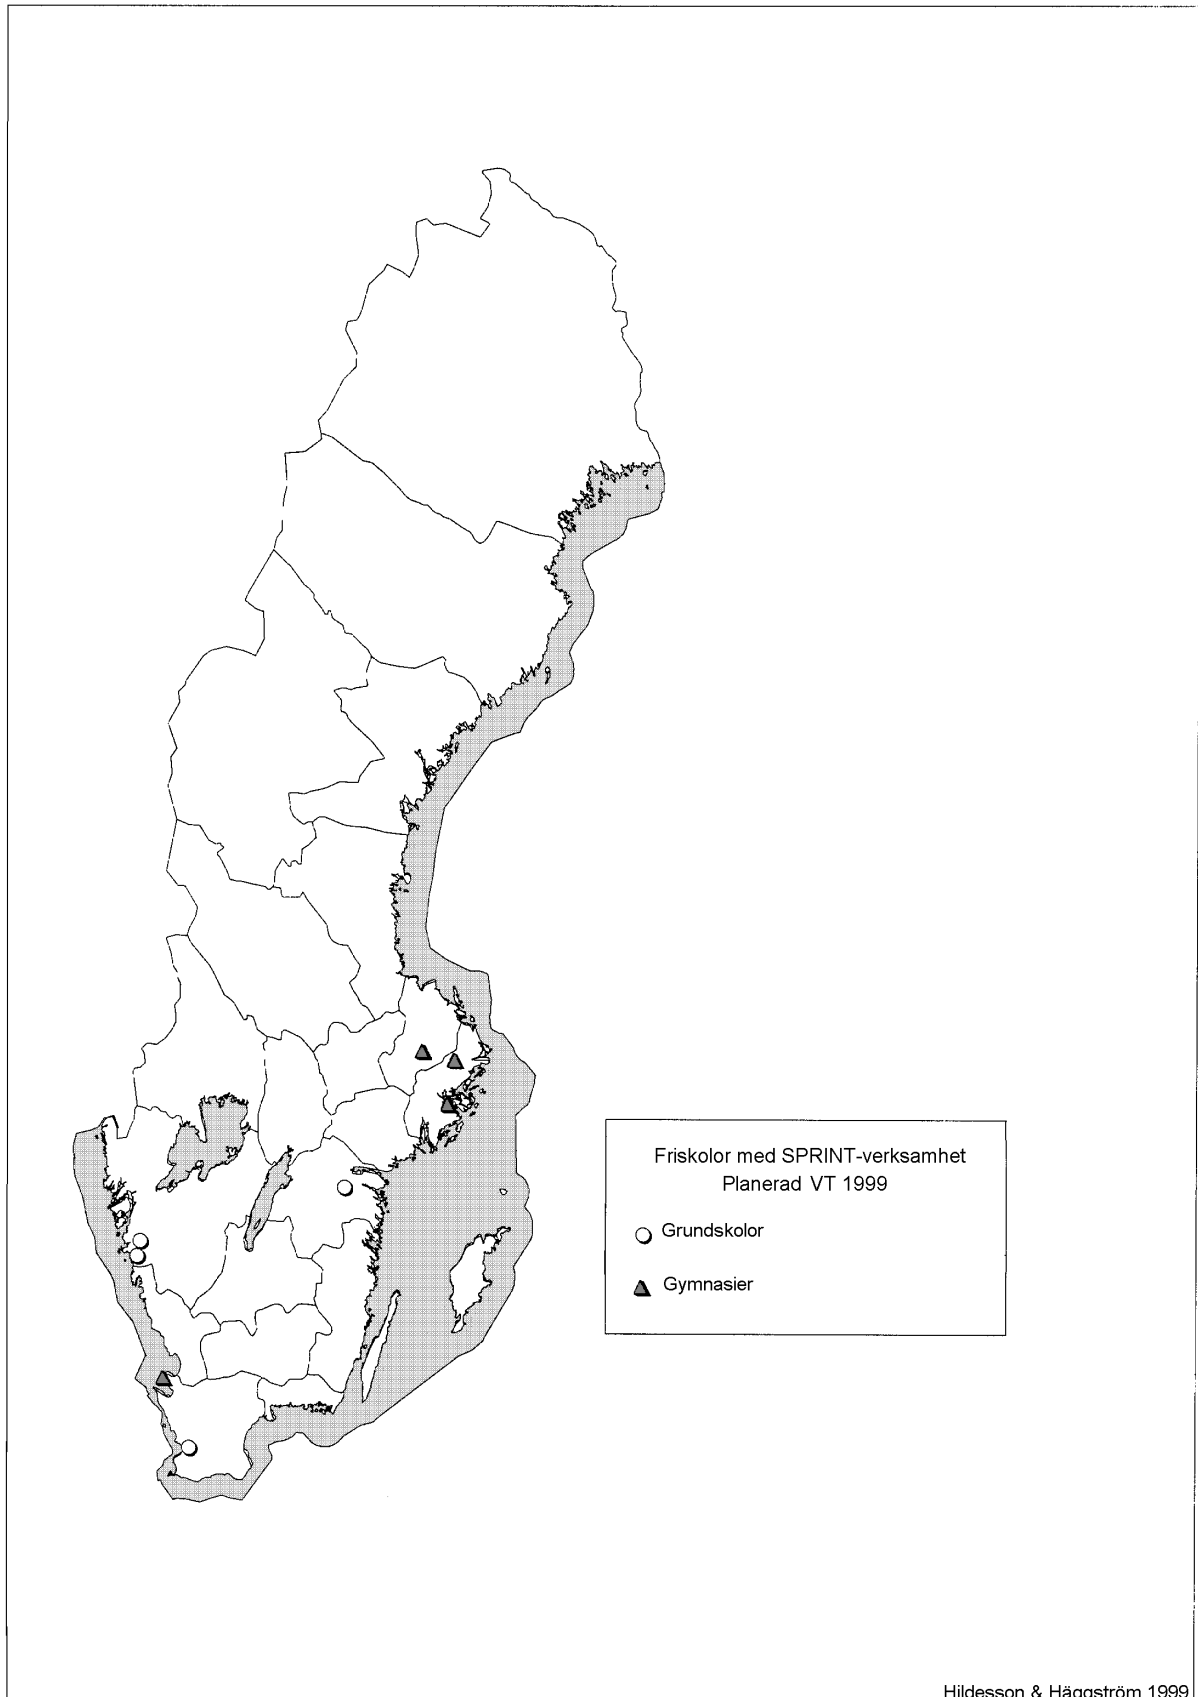 Friskolor med SPRINT-verksamhet
Planerad VT 1999
Grundskolor
Gymnasier
Hildesson & Häggström 1999